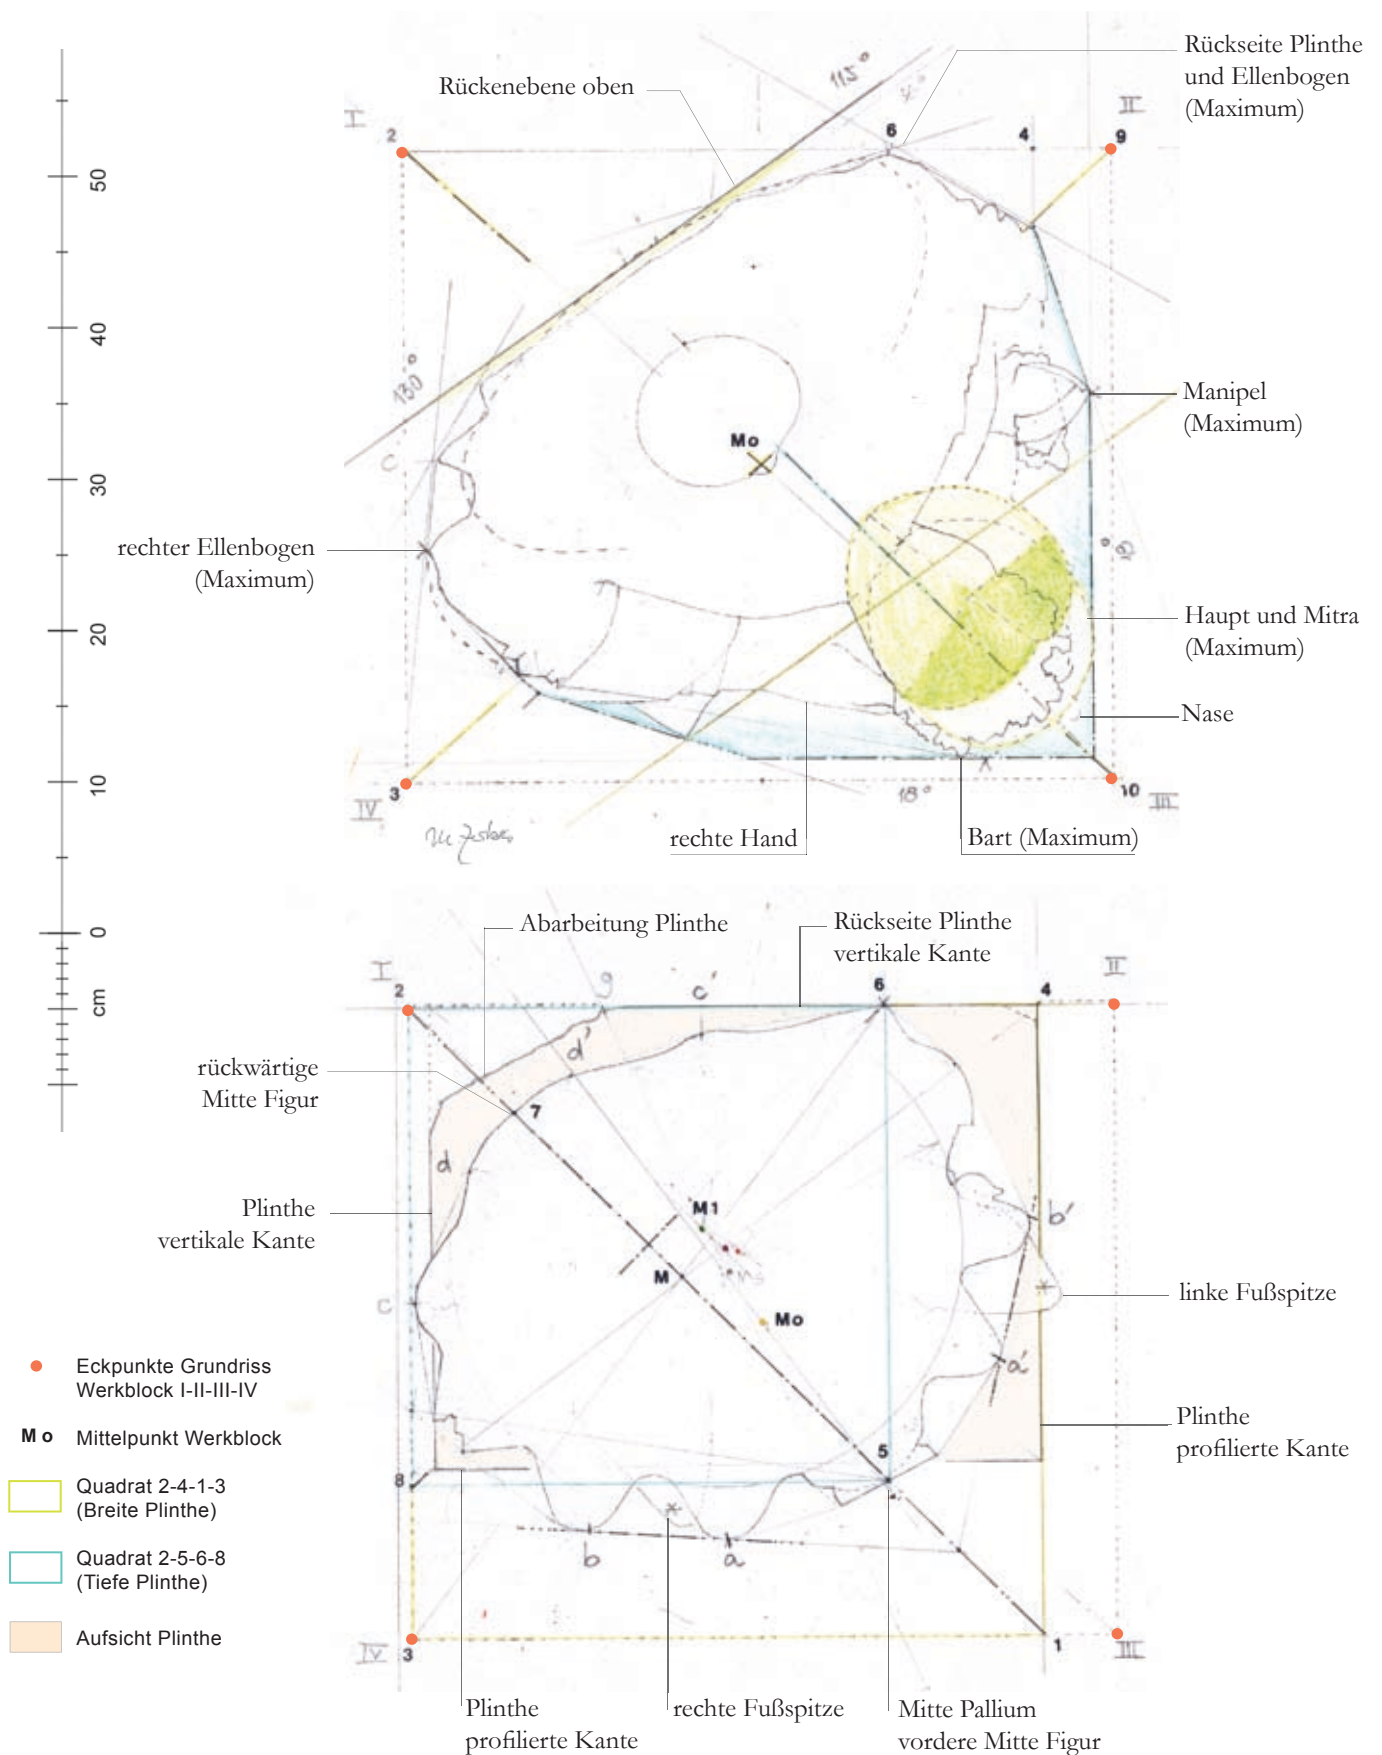 Rückseite Plinthe
und Ellenbogen
(Maximum)
Rückenebene oben
115°
I
2
6
4
9
II
50
40
30
20
10
0
cm
130°
C
Mo
Manipel
(Maximum)
rechter Ellenbogen
(Maximum)
Haupt und Mitra
(Maximum)
Nase
18°
IV
3
10
III
rechte Hand
Bart (Maximum)
Abarbeitung Plinthe
Rückseite Plinthe
vertikale Kante
I
2
g
c'
6
4
II
d'
rückwärtige
Mitte Figur
7
d
Plinthe
vertikale Kante
M1
b'
M
C
Mo
linke Fußspitze
a'
Eckpunkte Grundriss
Werkblock I-II-III-IV
Mo Mittelpunkt Werkblock
Plinthe
profilierte Kante
5
8
Quadrat 2-4-1-3
(Breite Plinthe)
b
a
Quadrat 2-5-6-8
(Tiefe Plinthe)
Aufsicht Plinthe
IV
3
1
III
Plinthe
profilierte Kante
rechte Fußspitze
Mitte Pallium
vordere Mitte Figur